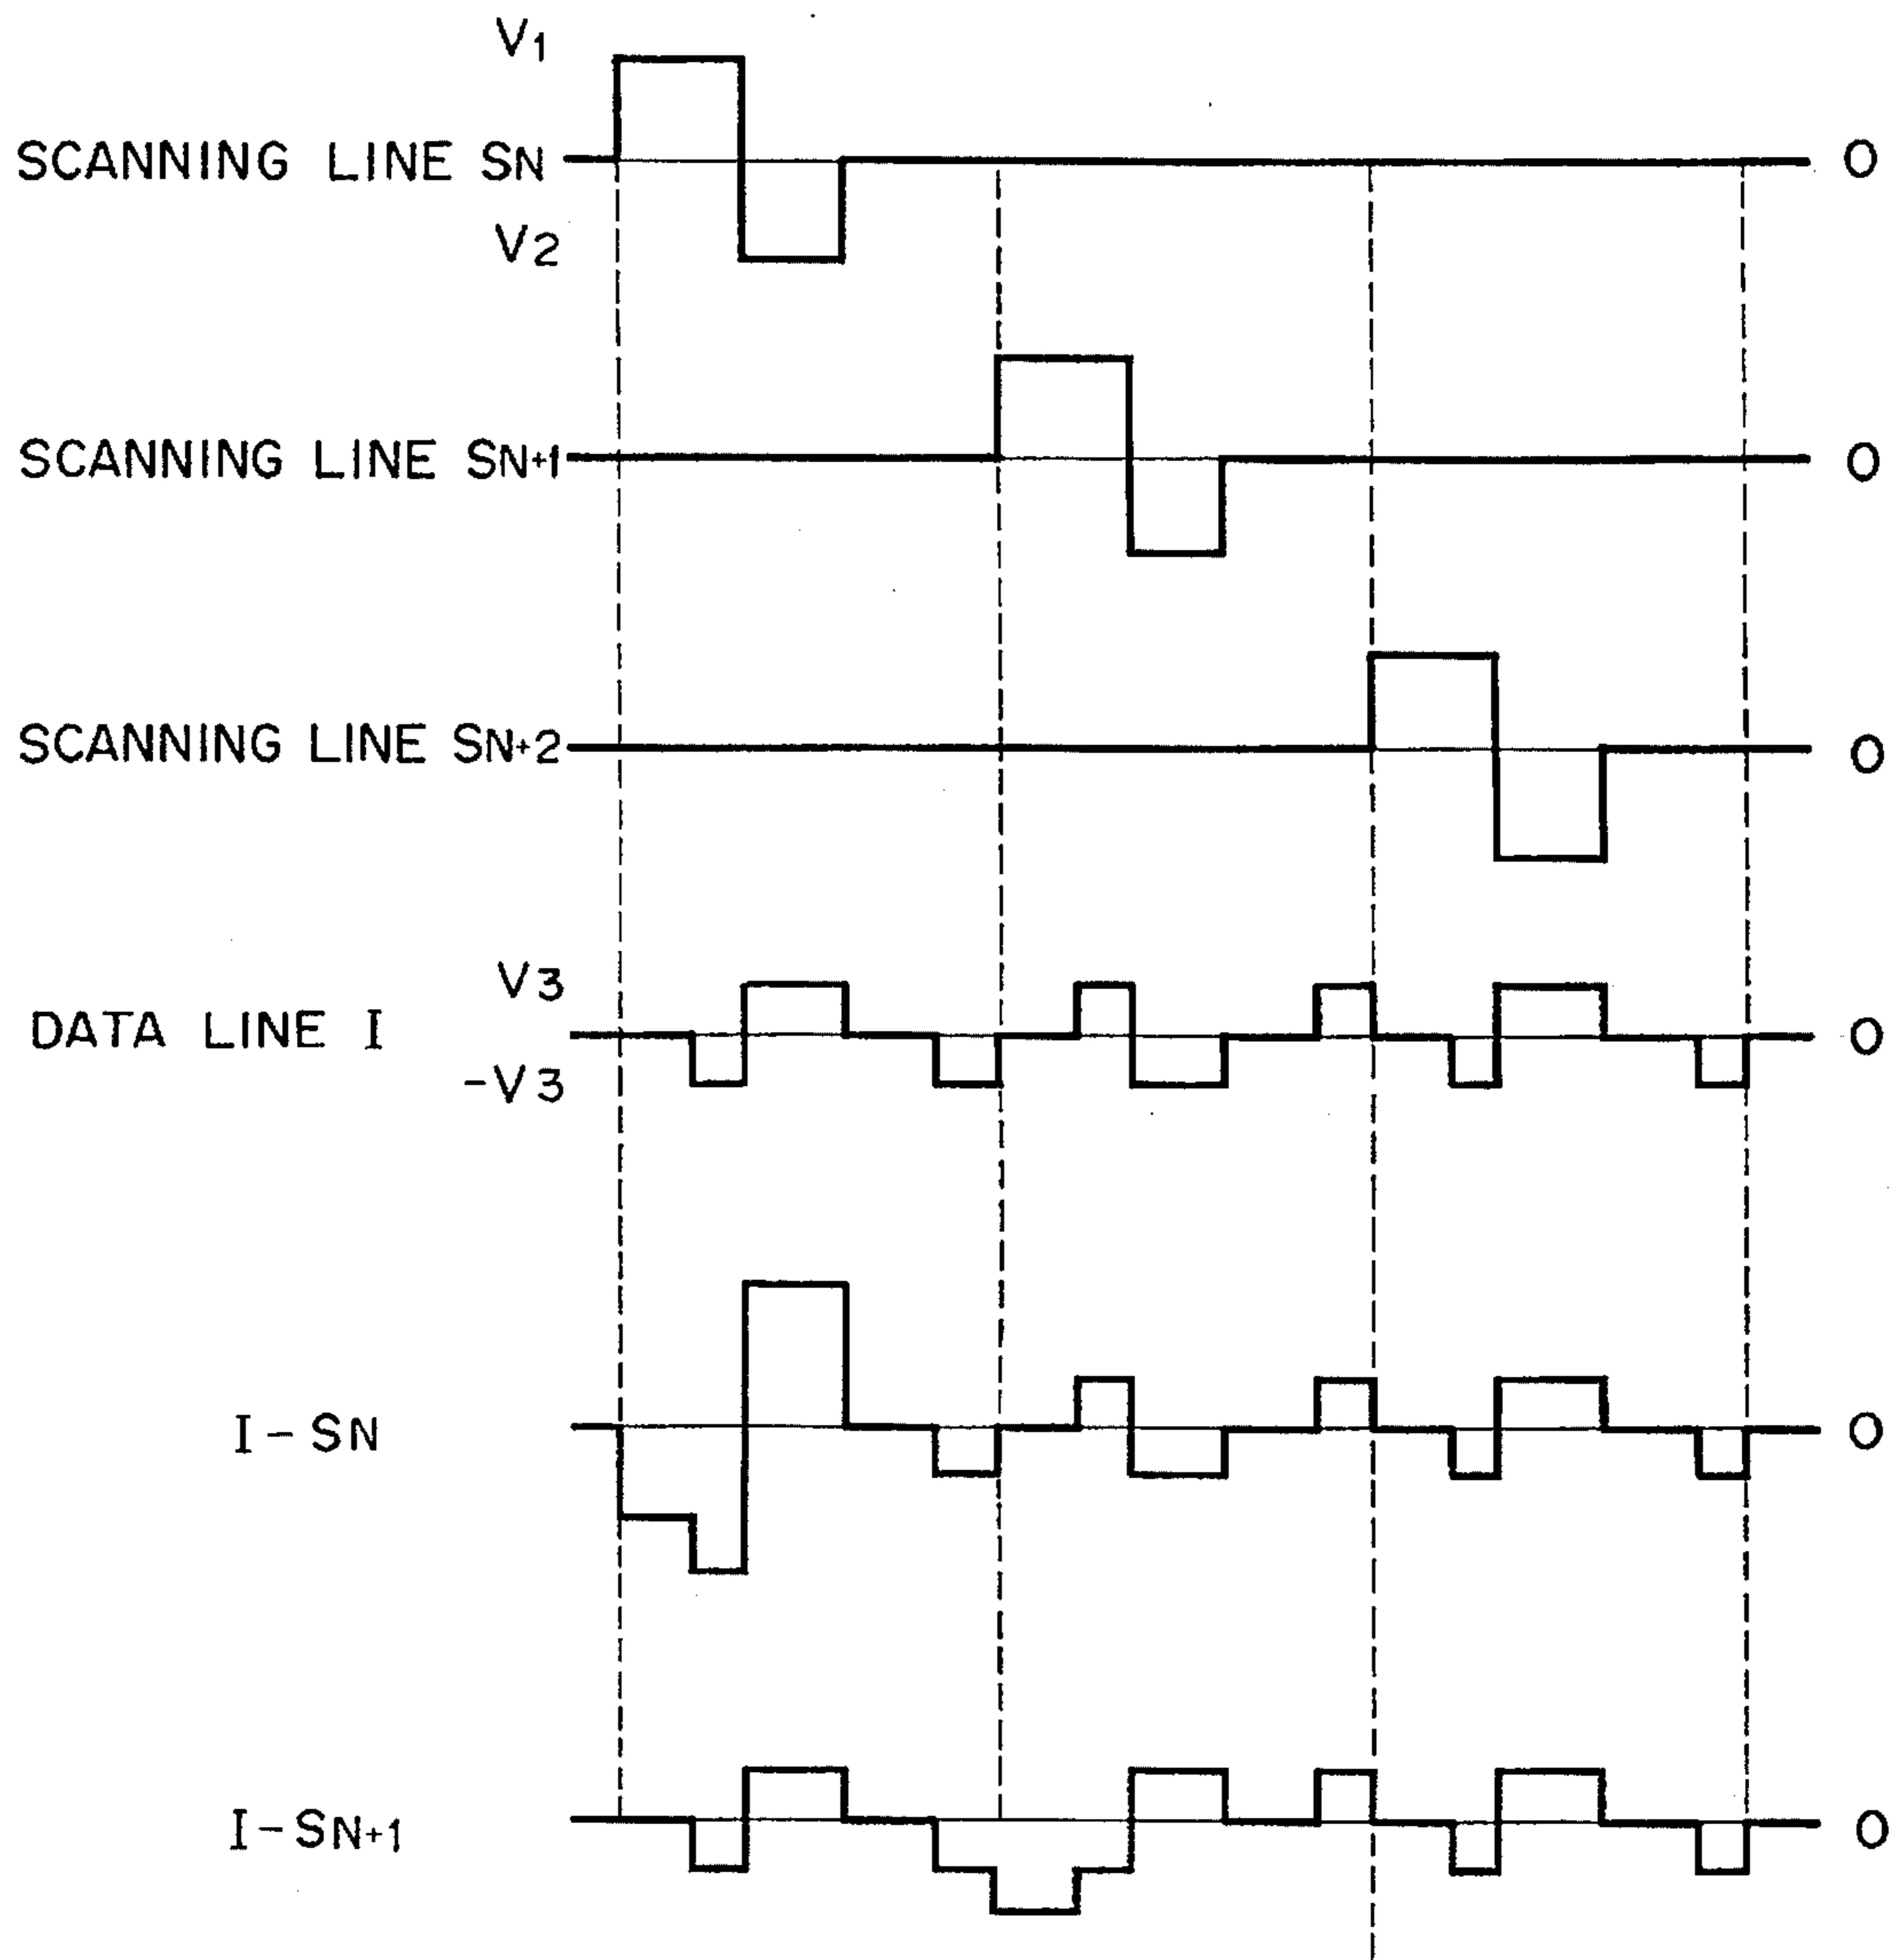 V1
SCANNING LINE SN 0
V2
SCANNING LINE SN+1 0
SCANNING LINE SN+2 0
V3
DATA LINE I 0
-V3
I-SN 0
I-SN+1 0